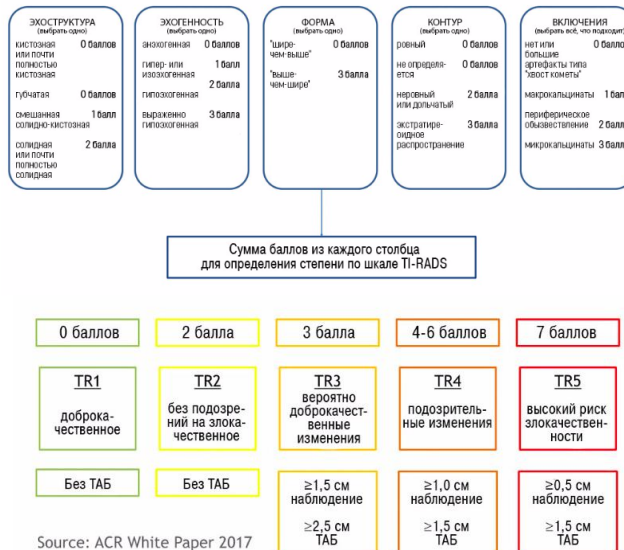 ЭХОСТРУКТУРА
(выбрать одно)
кистозная 0 баллов
или почти
полностью
кистозная
губчатая 0 баллов
смешанная 1 балл
солидно-кистозная
солидная 2 балла
или почти
полностью
солидная
ЭХОГЕННОСТЬ
(выбрать одно)
анэхогенная 0 баллов
гипер- или 1 балл
изоэхогенная
2 балла
гипоэхогенная
выраженно 3 балла
гипоэхогенная
ФОРМА
(выбрать одно)
"шире- 0 баллов
чем-выше"
"выше- 3 балла
чем-шире"
КОНТУР
(выбрать одно)
ровный 0 баллов
не определя- 0 баллов
ется
неровный 2 балла
или дольчатый
экстратире- 3 балла
оидное
распространение
ВКЛЮЧЕНИЯ
(выбрать всё, что подходит)
нет или 0 баллов
большие
артефакты типа
"хвост кометы"
макрокальцинаты 1 балл
периферическое
обызвествление 2 балла
микрокальцинаты 3 балла
Сумма баллов из каждого столбца
для определения степени по шкале TI-RADS
0 баллов 2 балла 3 балла 4-6 баллов 7 баллов
TR1
доброка-
чественное
TR2
без подозре-
ний на злока-
чественное
TR3
вероятно
доброкачест-
венные
изменения
TR4
подозритель-
ные изменения
TR5
высокий риск
злокачествен-
ности
Без ТАБ
Без ТАБ
≥1,5 см
наблюдение
≥2,5 см
ТАБ
≥1,0 см
наблюдение
≥1,5 см
ТАБ
≥0,5 см
наблюдение
≥1,5 см
ТАБ
Source: ACR White Paper 2017